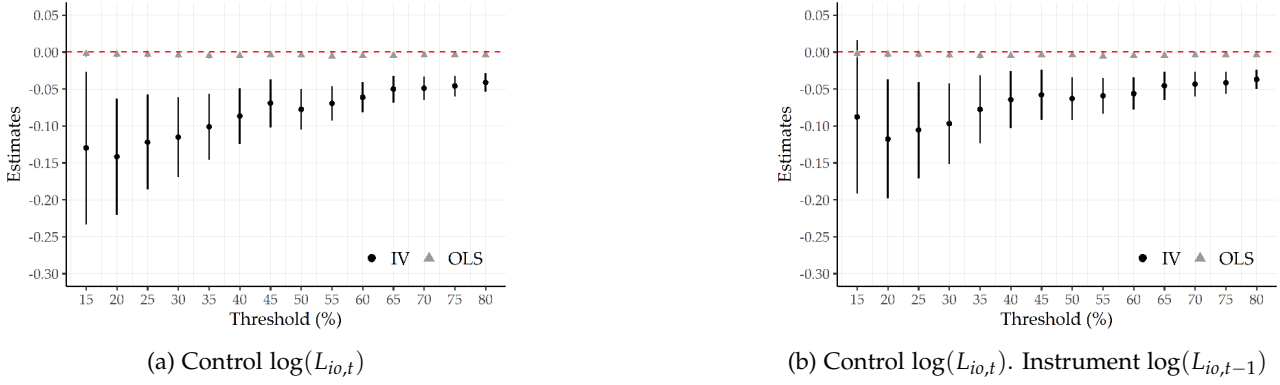 0.05
0.00
-0.05
-0.10
-0.15
-0.20
-0.25
-0.30
Estimates
IV OLS
15 20 25 30 35 40 45 50 55 60 65 70 75 80
Threshold (%)
(a) Control log(L_{io,t})
0.05
0.00
-0.05
-0.10
-0.15
-0.20
-0.25
-0.30
Estimates
IV OLS
15 20 25 30 35 40 45 50 55 60 65 70 75 80
Threshold (%)
(b) Control log(L_{io,t}). Instrument log(L_{io,t−1})